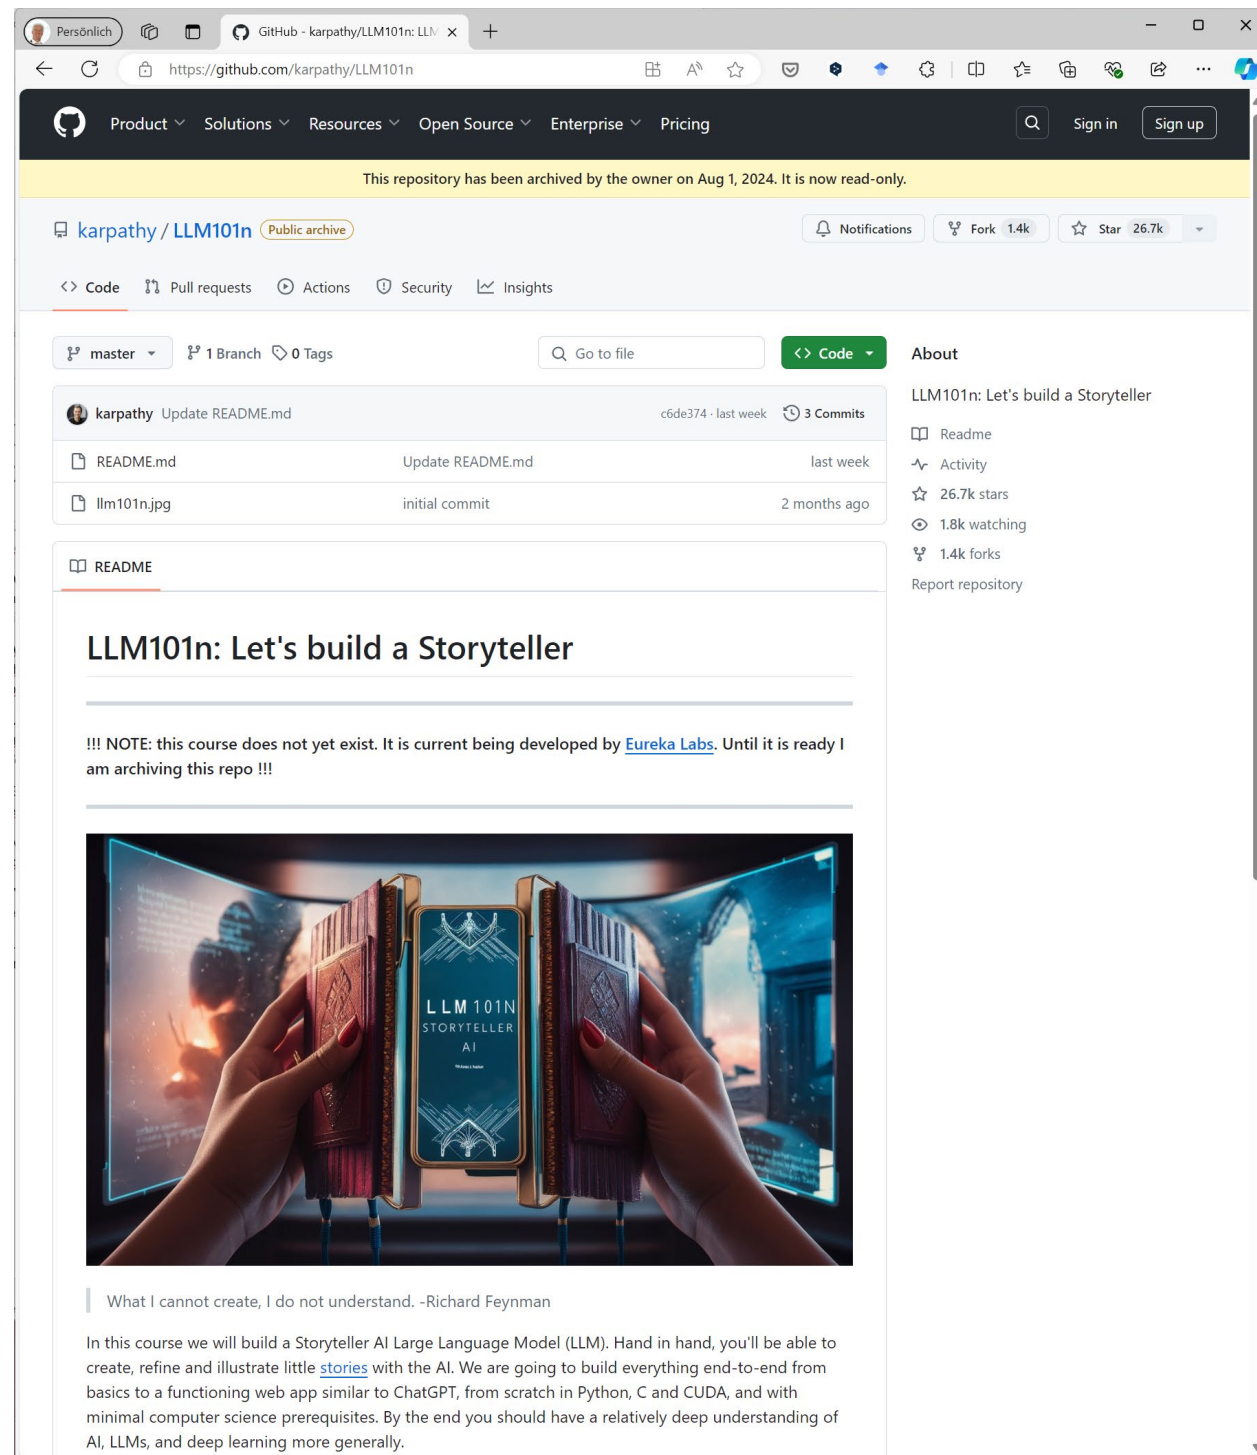 Persönlich
GitHub - karpathy/LLM101n: LLM
https://github.com/karpathy/LLM101n
Product Solutions Resources Open Source Enterprise Pricing Sign in Sign up
This repository has been archived by the owner on Aug 1, 2024. It is now read-only.
karpathy / LLM101n Public archive Notifications Fork 1.4k Star 26.7k
Code Pull requests Actions Security Insights
master 1 Branch 0 Tags Go to file Code
karpathy Update README.md c6de374 · last week 3 Commits
README.md Update README.md last week
llm101n.jpg initial commit 2 months ago
About
LLM101n: Let's build a Storyteller
Readme
Activity
26.7k stars
1.8k watching
1.4k forks
Report repository
README
LLM101n: Let's build a Storyteller
!!! NOTE: this course does not yet exist. It is current being developed by Eureka Labs. Until it is ready I
am archiving this repo !!!
LLM 101N
STORYTELLER
AI
What I cannot create, I do not understand. -Richard Feynman
In this course we will build a Storyteller AI Large Language Model (LLM). Hand in hand, you'll be able to
create, refine and illustrate little stories with the AI. We are going to build everything end-to-end from
basics to a functioning web app similar to ChatGPT, from scratch in Python, C and CUDA, and with
minimal computer science prerequisites. By the end you should have a relatively deep understanding of
AI, LLMs, and deep learning more generally.